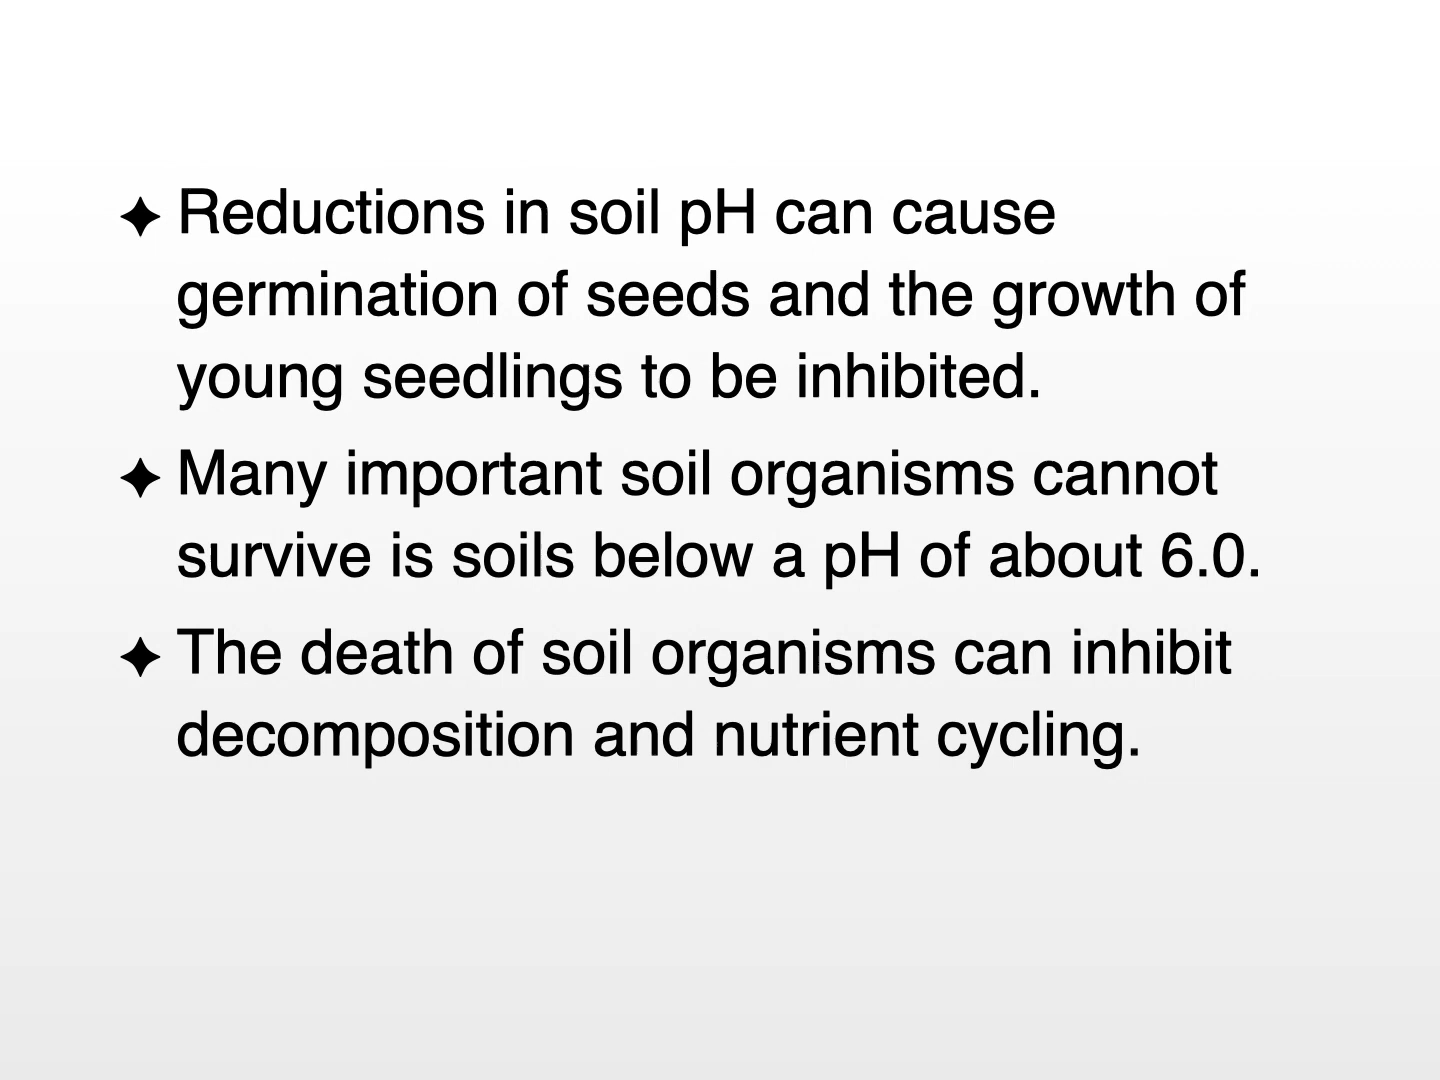 ✦ Reductions in soil pH can cause
germination of seeds and the growth of
young seedlings to be inhibited.
✦ Many important soil organisms cannot
survive is soils below a pH of about 6.0.
✦ The death of soil organisms can inhibit
decomposition and nutrient cycling.